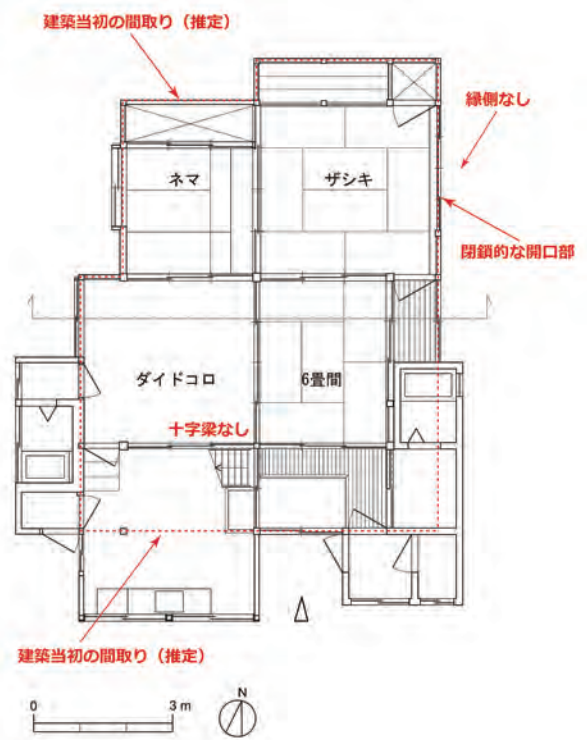 建築当初の間取り（推定）
縁側なし
ネマ
ザシキ
閉鎖的な開口部
ダイドコロ
6畳間
十字梁なし
建築当初の間取り（推定）
0
3 m
N